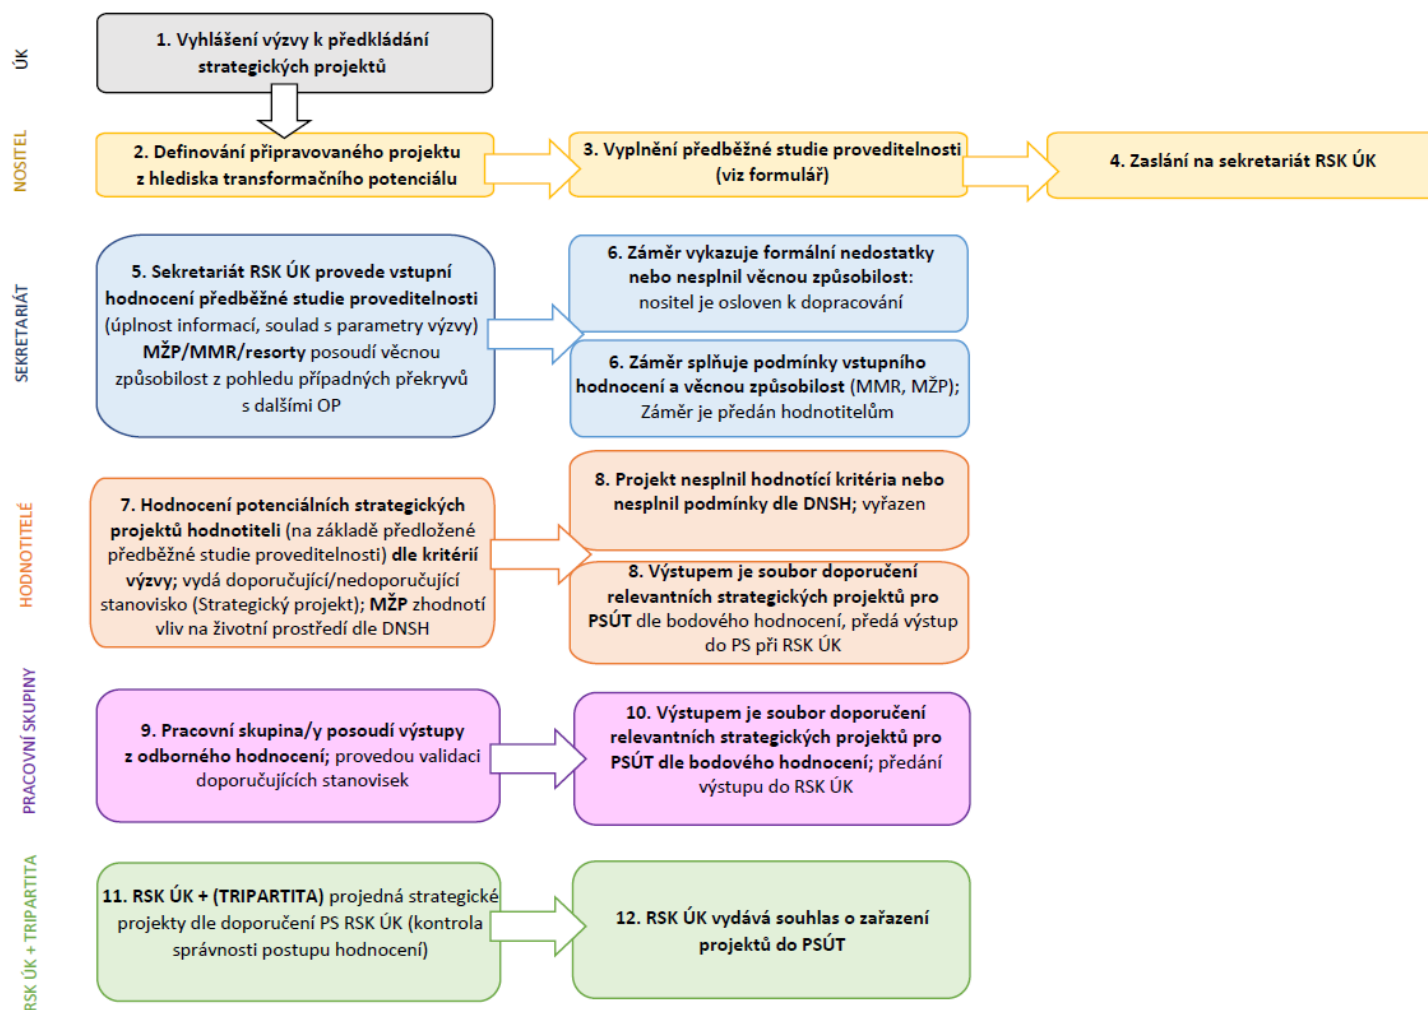 ÚK
1. Vyhlášení výzvy k předkládání
strategických projektů
NOSITEL
2. Definování připravovaného projektu
z hlediska transformačního potenciálu
3. Vyplnění předběžné studie proveditelnosti
(viz formulář)
4. Zaslání na sekretariát RSK ÚK
SEKRETARIÁT
5. Sekretariát RSK ÚK provede vstupní
hodnocení předběžné studie proveditelnosti
(úplnost informací, soulad s parametry výzvy)
MŽP/MMR/resorty posoudí věcnou
způsobilost z pohledu případných překryvů
s dalšími OP
6. Záměr vykazuje formální nedostatky
nebo nesplnil věcnou způsobilost:
nositel je osloven k dopracování
6. Záměr splňuje podmínky vstupního
hodnocení a věcnou způsobilost (MMR, MŽP);
Záměr je předán hodnotitelům
HODNOTITELÉ
7. Hodnocení potenciálních strategických
projektů hodnotiteli (na základě předložené
předběžné studie proveditelnosti) dle kritérií
výzvy; vydá doporučující/nedoporučující
stanovisko (Strategický projekt); MŽP zhodnotí
vliv na životní prostředí dle DNSH
8. Projekt nesplnil hodnotící kritéria nebo
nesplnil podmínky dle DNSH; vyřazen
8. Výstupem je soubor doporučení
relevantních strategických projektů pro
PSÚT dle bodového hodnocení, předá výstup
do PS při RSK ÚK
PRACOVNÍ SKUPINY
9. Pracovní skupina/y posoudí výstupy
z odborného hodnocení; provedou validaci
doporučujících stanovisek
10. Výstupem je soubor doporučení
relevantních strategických projektů pro
PSÚT dle bodového hodnocení; předání
výstupu do RSK ÚK
RSK ÚK + TRIPARTITA
11. RSK ÚK + (TRIPARTITA) projedná strategické
projekty dle doporučení PS RSK ÚK (kontrola
správnosti postupu hodnocení)
12. RSK ÚK vydává souhlas o zařazení
projektů do PSÚT